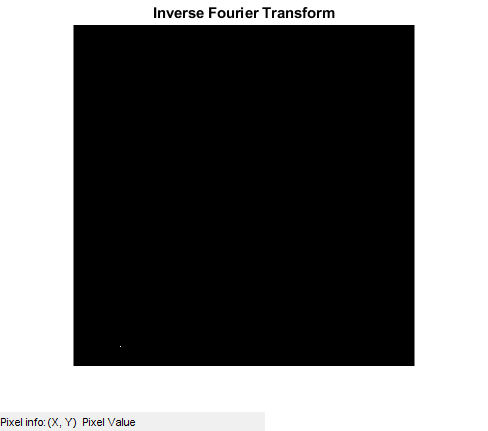 Inverse Fourier Transform
Pixel info: (X, Y) Pixel Value